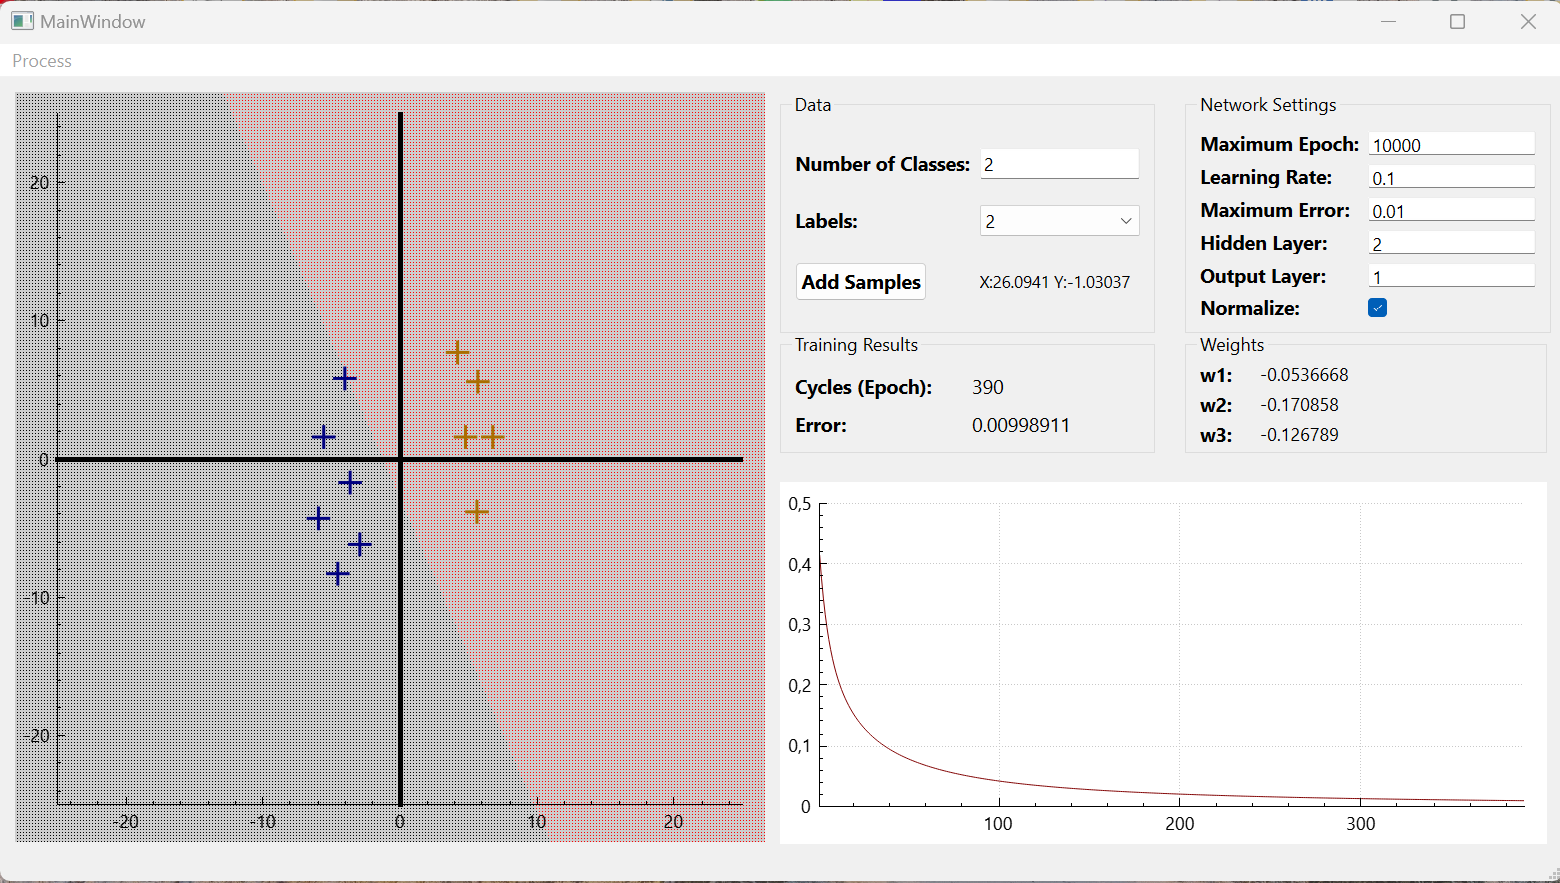 MainWindow
Process
20
10
0
-10
-20
-20
-10
0
10
20
Data
Number of Classes: 2
Labels: 2
Add Samples X:26.0941 Y:-1.03037
Training Results
Cycles (Epoch): 390
Error: 0.00998911
Network Settings
Maximum Epoch: 10000
Learning Rate: 0.1
Maximum Error: 0.01
Hidden Layer: 2
Output Layer: 1
Normalize:
Weights
w1: -0.0536668
w2: -0.170858
w3: -0.126789
0,5
0,4
0,3
0,2
0,1
0
100
200
300